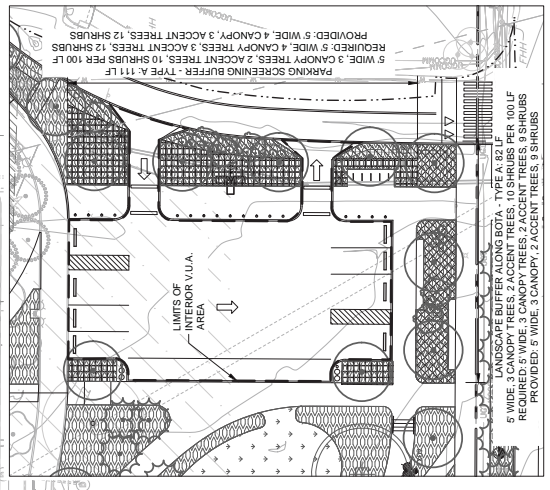 PARKING SCREENING BUFFER - TYPE A: 111 LF
5' WIDE, 3 CANOPY TREES, 2 ACCENT TREES, 10 SHRUBS PER 100 LF
REQUIRED: 5' WIDE, 4 CANOPY TREES, 3 ACCENT TREES, 12 SHRUBS
PROVIDED: 5' WIDE, 4 CANOPY, 3 ACCENT TREES, 12 SHRUBS
LIMITS OF
INTERIOR V.U.A.
AREA
LANDSCAPE BUFFER ALONG BOTA - TYPE A: 82 LF
5' WIDE, 3 CANOPY TREES, 2 ACCENT TREES, 10 SHRUBS PER 100 LF
REQUIRED: 5' WIDE, 3 CANOPY TREES, 2 ACCENT TREES, 9 SHRUBS
PROVIDED: 5' WIDE, 3 CANOPY, 2 ACCENT TREES, 9 SHRUBS